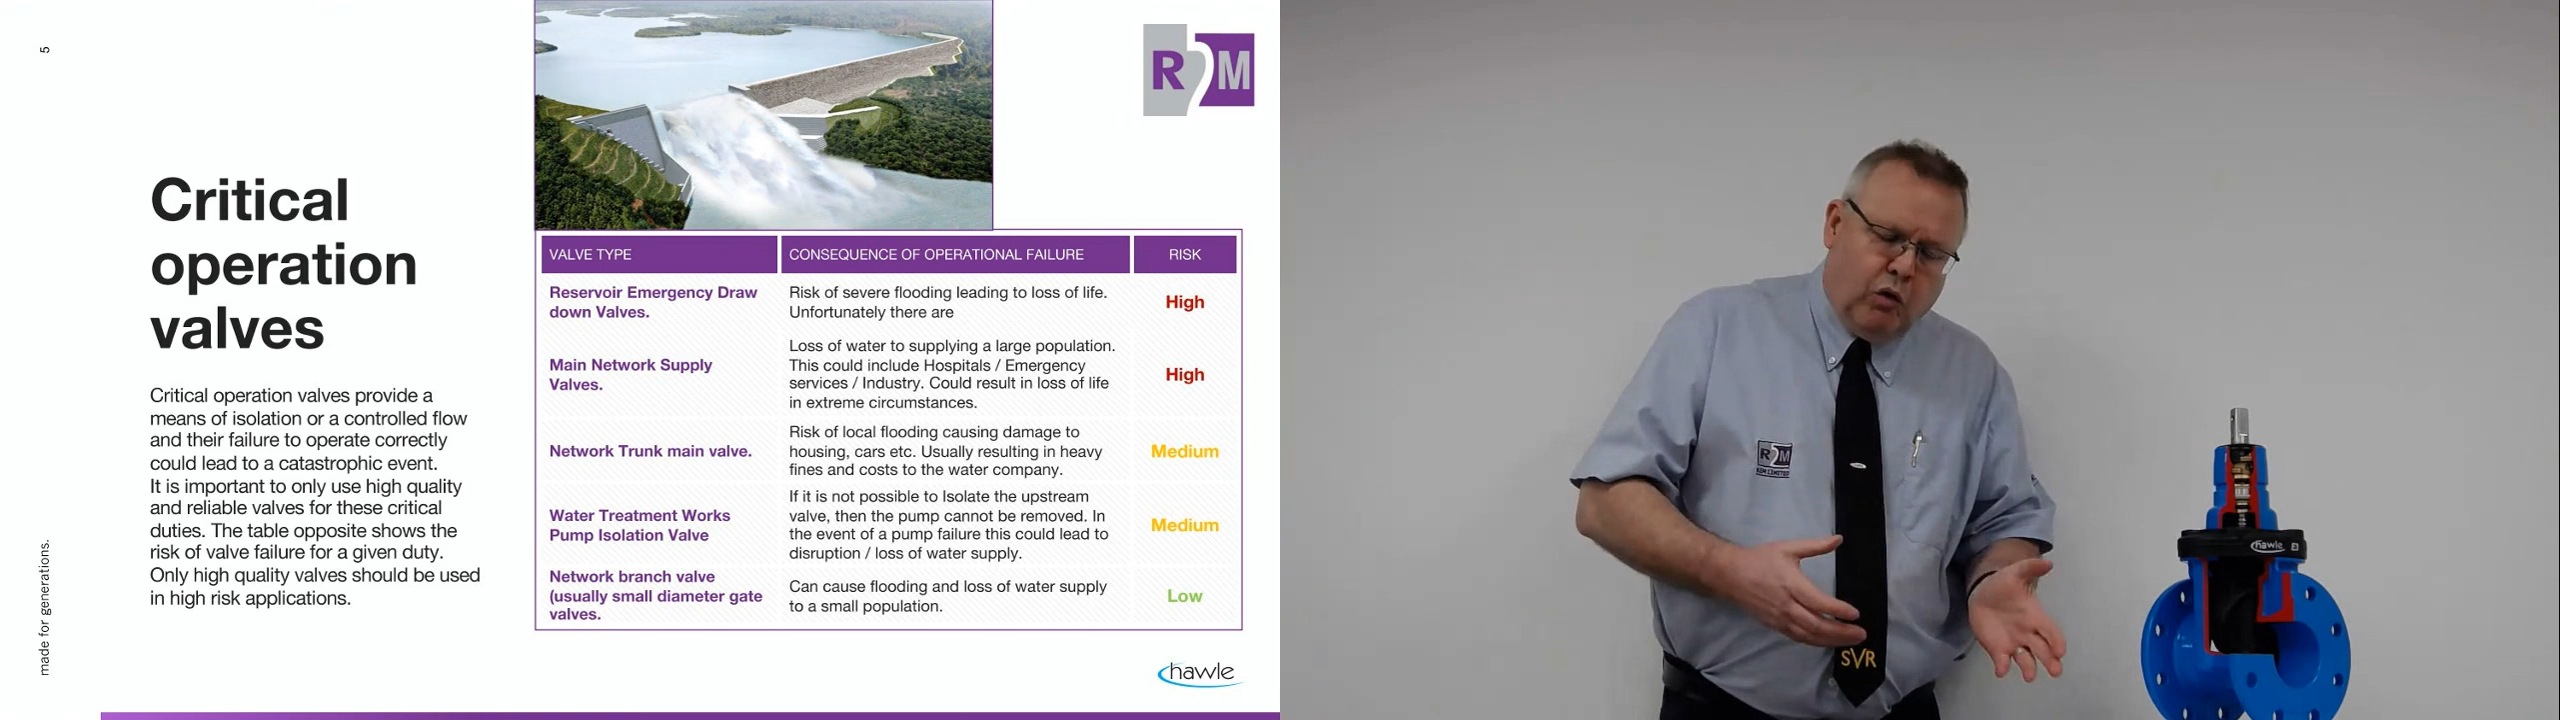 5
made for generations.
Critical
operation
valves
Critical operation valves provide a
means of isolation or a controlled flow
and their failure to operate correctly
could lead to a catastrophic event.
It is important to only use high quality
and reliable valves for these critical
duties. The table opposite shows the
risk of valve failure for a given duty.
Only high quality valves should be used
in high risk applications.
R2M
VALVE TYPE
CONSEQUENCE OF OPERATIONAL FAILURE
RISK
Reservoir Emergency Draw
down Valves.
Risk of severe flooding leading to loss of life.
Unfortunately there are
High
Main Network Supply
Valves.
Loss of water to supplying a large population.
This could include Hospitals / Emergency
services / Industry. Could result in loss of life
in extreme circumstances.
High
Network Trunk main valve.
Risk of local flooding causing damage to
housing, cars etc. Usually resulting in heavy
fines and costs to the water company.
Medium
Water Treatment Works
Pump Isolation Valve
If it is not possible to Isolate the upstream
valve, then the pump cannot be removed. In
the event of a pump failure this could lead to
disruption / loss of water supply.
Medium
Network branch valve
(usually small diameter gate
valves.
Can cause flooding and loss of water supply
to a small population.
Low
hawle
R2M
SVR
hawle